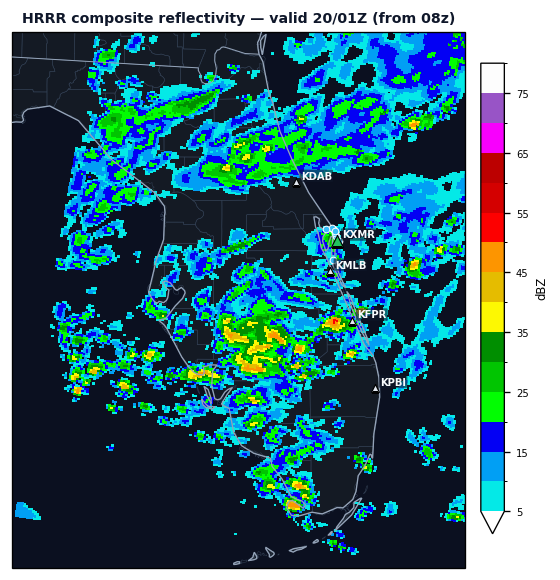 HRRR composite reflectivity — valid 20/01Z (from 08z)
KDAB
KXMR
KMLB
KFPR
KPBI
75
65
55
45
35
25
15
5
dBZ